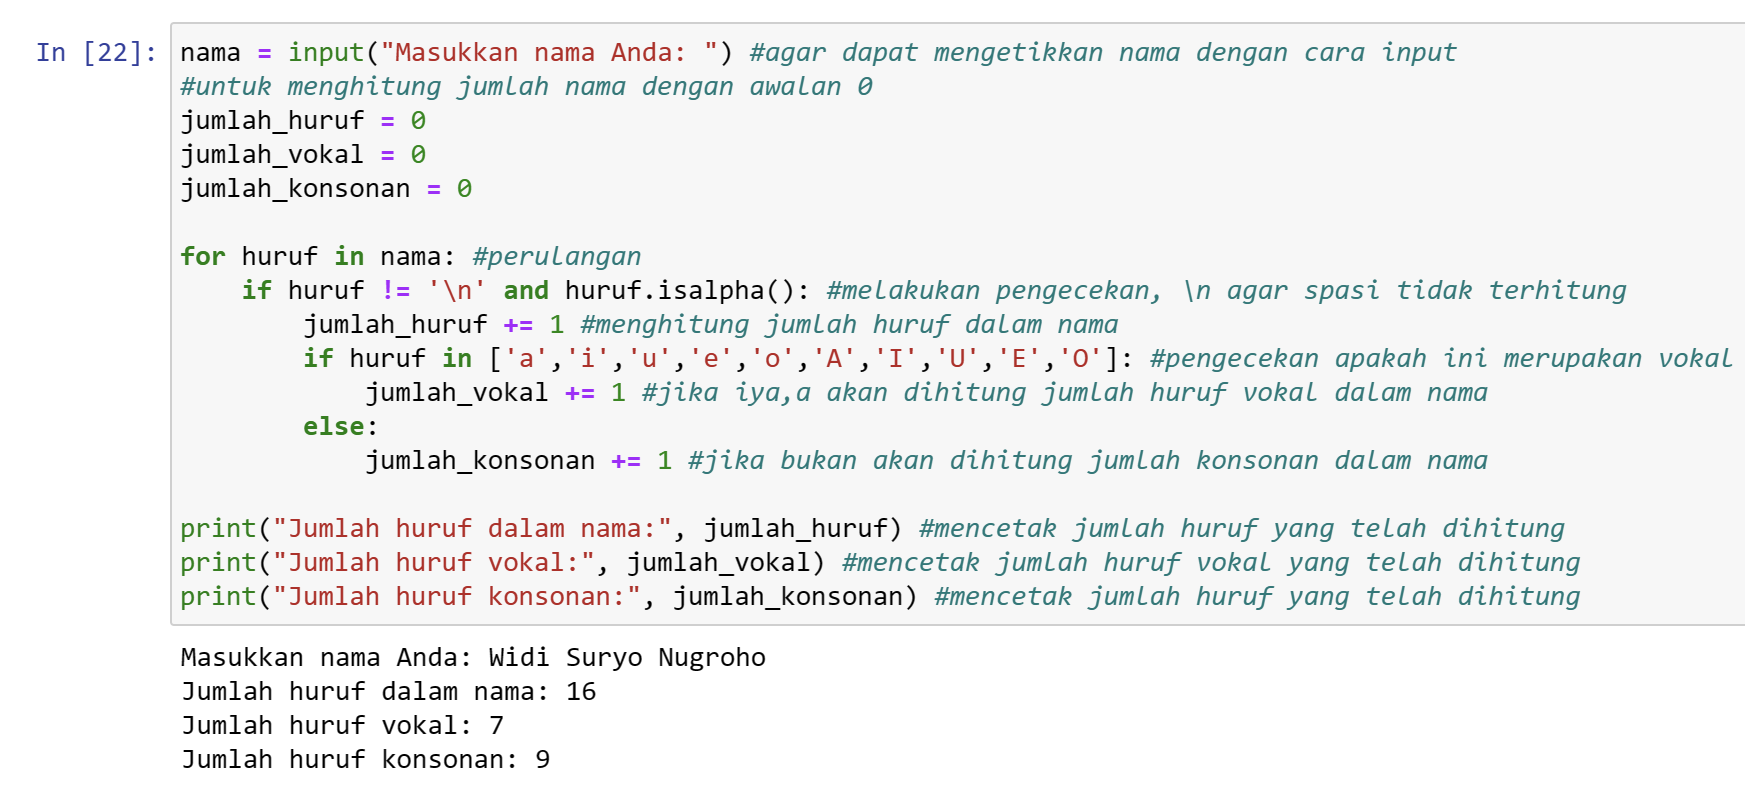 In [22]: nama = input("Masukkan nama Anda: ") #agar dapat mengetikkan nama dengan cara input
#untuk menghitung jumlah nama dengan awalan 0
jumlah_huruf = 0
jumlah_vokal = 0
jumlah_konsonan = 0

for huruf in nama: #perulangan
    if huruf != '\n' and huruf.isalpha(): #melakukan pengecekan, \n agar spasi tidak terhitung
        jumlah_huruf += 1 #menghitung jumlah huruf dalam nama
        if huruf in ['a','i','u','e','o','A','I','U','E','O']: #pengecekan apakah ini merupakan vokal
            jumlah_vokal += 1 #jika iya,a akan dihitung jumlah huruf vokal dalam nama
        else:
            jumlah_konsonan += 1 #jika bukan akan dihitung jumlah konsonan dalam nama

print("Jumlah huruf dalam nama:", jumlah_huruf) #mencetak jumlah huruf yang telah dihitung
print("Jumlah huruf vokal:", jumlah_vokal) #mencetak jumlah huruf vokal yang telah dihitung
print("Jumlah huruf konsonan:", jumlah_konsonan) #mencetak jumlah huruf yang telah dihitung
Masukkan nama Anda: Widi Suryo Nugroho
Jumlah huruf dalam nama: 16
Jumlah huruf vokal: 7
Jumlah huruf konsonan: 9